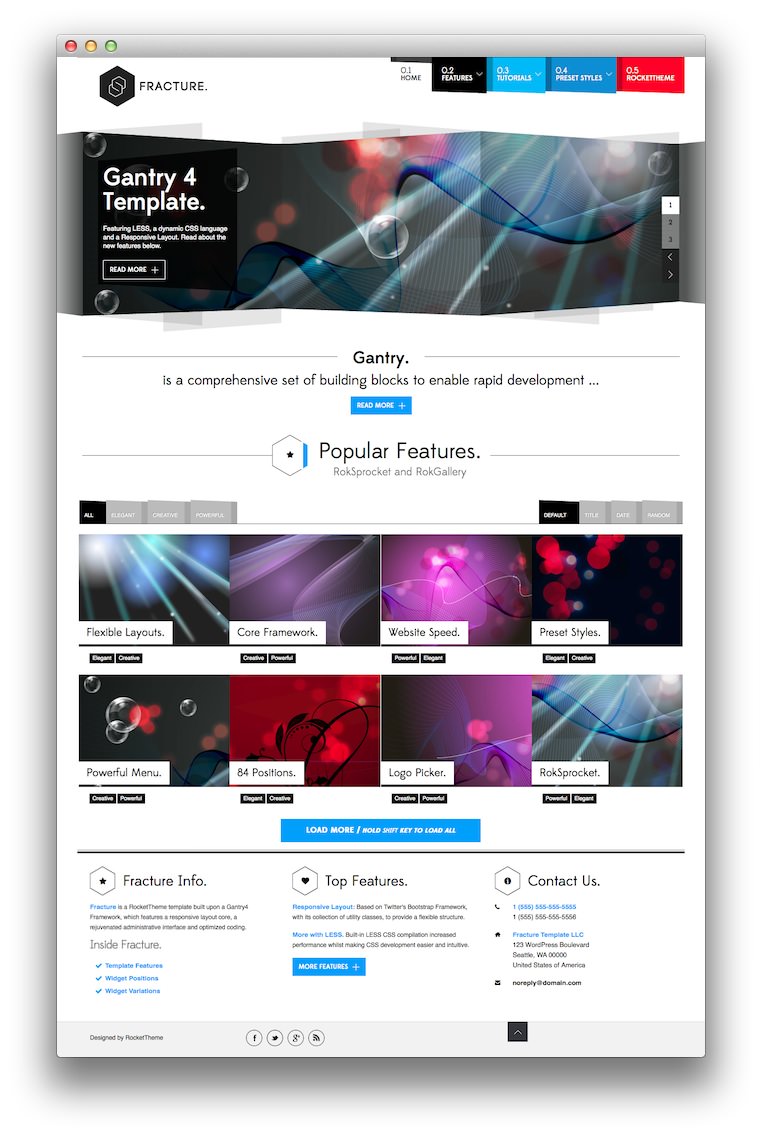 FRACTURE.
0.1
HOME
0.2
FEATURES
0.3
TUTORIALS
0.4
PRESET STYLES
0.5
ROCKETTHEME
Gantry 4
Template.
Featuring LESS, a dynamic CSS language
and a Responsive Layout. Read about the
new features below.
READ MORE
1
2
3
Gantry.
is a comprehensive set of building blocks to enable rapid development ...
READ MORE
Popular Features.
RokSprocket and RokGallery
ALL ELEGANT CREATIVE POWERFUL
DEFAULT TITLE DATE RANDOM
Flexible Layouts. Core Framework. Website Speed. Preset Styles.
Elegant Creative Creative Powerful Powerful Elegant Elegant Creative
Powerful Menu. 84 Positions. Logo Picker. RokSprocket.
Creative Powerful Elegant Creative Creative Powerful Powerful Elegant
LOAD MORE / HOLD SHIFT KEY TO LOAD ALL
Fracture Info.
Fracture is a RocketTheme template built upon a Gantry4
Framework, which features a responsive layout core, a
rejuvenated administrative interface and optimized coding.
Inside Fracture.
Template Features
Widget Positions
Widget Variations
Top Features.
Responsive Layout: Based on Twitter's Bootstrap Framework,
with its collection of utility classes, to provide a flexible structure.
More with LESS. Built-in LESS CSS compilation increased
performance whilst making CSS development easier and intuitive.
MORE FEATURES
Contact Us.
1 (555) 555-555-5555
1 (555) 555-555-5556
Fracture Template LLC
123 WordPress Boulevard
Seattle, WA 00000
United States of America
noreply@domain.com
Designed by RocketTheme